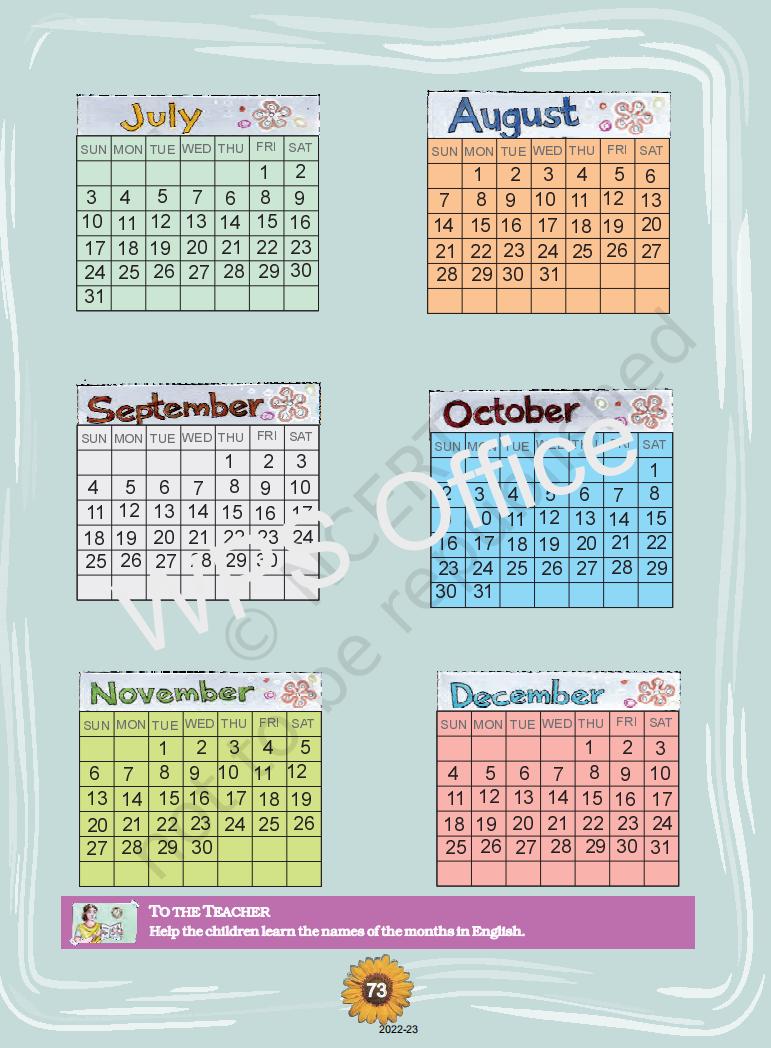 July
SUN MON TUE WED THU FRI SAT
1 2
3 4 5 7 6 8 9
10 11 12 13 14 15 16
17 18 19 20 21 22 23
24 25 26 27 28 29 30
31
August
SUN MON TUE WED THU FRI SAT
1 2 3 4 5 6
7 8 9 10 11 12 13
14 15 16 17 18 19 20
21 22 23 24 25 26 27
28 29 30 31
September
SUN MON TUE WED THU FRI SAT
1 2 3
4 5 6 7 8 9 10
11 12 13 14 15 16 17
18 19 20 21 22 23 24
25 26 27 28 29 30
October
SUN MON TUE WED THU FRI SAT
1
2 3 4 5 6 7 8
10 11 12 13 14 15
16 17 18 19 20 21 22
23 24 25 26 27 28 29
30 31
WPS Office
© NCERT
not to be republished
November
SUN MON TUE WED THU FRI SAT
1 2 3 4 5
6 7 8 9 10 11 12
13 14 15 16 17 18 19
20 21 22 23 24 25 26
27 28 29 30
December
SUN MON TUE WED THU FRI SAT
1 2 3
4 5 6 7 8 9 10
11 12 13 14 15 16 17
18 19 20 21 22 23 24
25 26 27 28 29 30 31
TO THE TEACHER
Help the children learn the names of the months in English.
73
2022-23